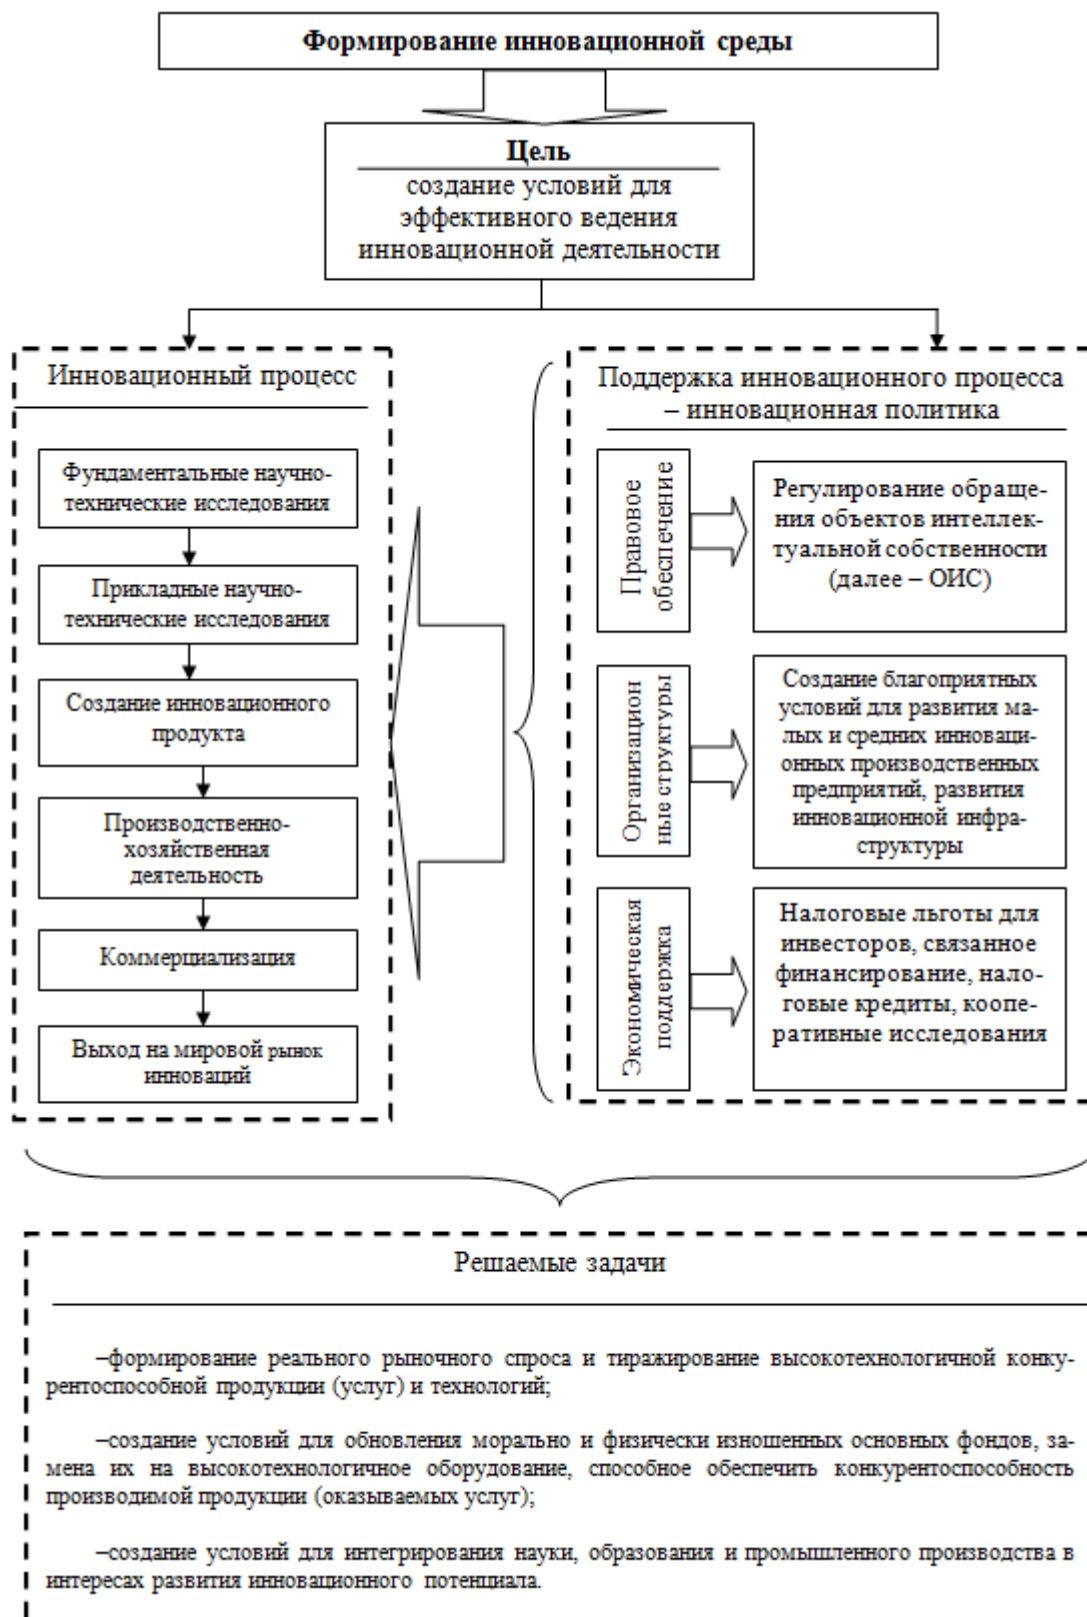 Формирование инновационной среды
Цель
создание условий для
эффективного ведения
инновационной деятельности
Инновационный процесс
Фундаментальные научно-
технические исследования
Прикладные научно-
технические исследования
Создание инновационного
продукта
Производственно-
хозяйственная
деятельность
Коммерциализация
Выход на мировой рынок
инноваций
Поддержка инновационного процесса
– инновационная политика
Правовое
обеспечение
Регулирование обраще-
ния объектов интеллек-
туальной собственности
(далее – ОИС)
Организацион
ные структуры
Создание благоприятных
условий для развития ма-
лых и средних инноваци-
онных производственных
предприятий, развития
инновационной инфра-
структуры
Экономическая
поддержка
Налоговые льготы для
инвесторов, связанное
финансирование, нало-
говые кредиты, коопе-
ративные исследования
Решаемые задачи
–формирование реального рыночного спроса и тиражирование высокотехнологичной конку-
рентоспособной продукции (услуг) и технологий;
–создание условий для обновления морально и физически изношенных основных фондов, за-
мена их на высокотехнологичное оборудование, способное обеспечить конкурентоспособность
производимой продукции (оказываемых услуг);
–создание условий для интегрирования науки, образования и промышленного производства в
интересах развития инновационного потенциала.